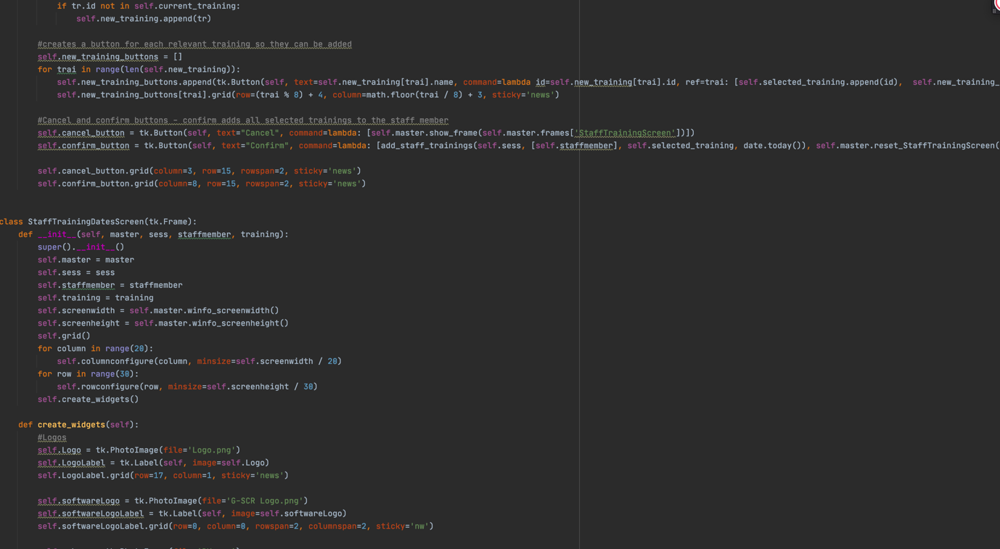 if tr.id not in self.current_training:
self.new_training.append(tr)
#creates a button for each relevant training so they can be added
self.new_training_buttons = []
for trai in range(len(self.new_training)):
self.new_training_buttons.append(tk.Button(self, text=self.new_training[trai].name, command=lambda id=self.new_training[trai].id, ref=trai: [self.selected_training.append(id),  self.new_training_
self.new_training_buttons[trai].grid(row=(trai % 8) + 4, column=math.floor(trai / 8) + 3, sticky='news')
#Cancel and confirm buttons - confirm adds all selected trainings to the staff member
self.cancel_button = tk.Button(self, text="Cancel", command=lambda: [self.master.show_frame(self.master.frames['StaffTrainingScreen'])])
self.confirm_button = tk.Button(self, text="Confirm", command=lambda: [add_staff_trainings(self.sess, [self.staffmember], self.selected_training, date.today()), self.master.reset_StaffTrainingScreen(
self.cancel_button.grid(column=3, row=15, rowspan=2, sticky='news')
self.confirm_button.grid(column=8, row=15, rowspan=2, sticky='news')
class StaffTrainingDatesScreen(tk.Frame):
def __init__(self, master, sess, staffmember, training):
super().__init__()
self.master = master
self.sess = sess
self.staffmember = staffmember
self.training = training
self.screenwidth = self.master.winfo_screenwidth()
self.screenheight = self.master.winfo_screenheight()
self.grid()
for column in range(20):
self.columnconfigure(column, minsize=self.screenwidth / 20)
for row in range(30):
self.rowconfigure(row, minsize=self.screenheight / 30)
self.create_widgets()
def create_widgets(self):
#Logos
self.Logo = tk.PhotoImage(file='Logo.png')
self.LogoLabel = tk.Label(self, image=self.Logo)
self.LogoLabel.grid(row=17, column=1, sticky='news')
self.softwareLogo = tk.PhotoImage(file='G-SCR Logo.png')
self.softwareLogoLabel = tk.Label(self, image=self.softwareLogo)
self.softwareLogoLabel.grid(row=0, column=0, rowspan=2, columnspan=2, sticky='nw')